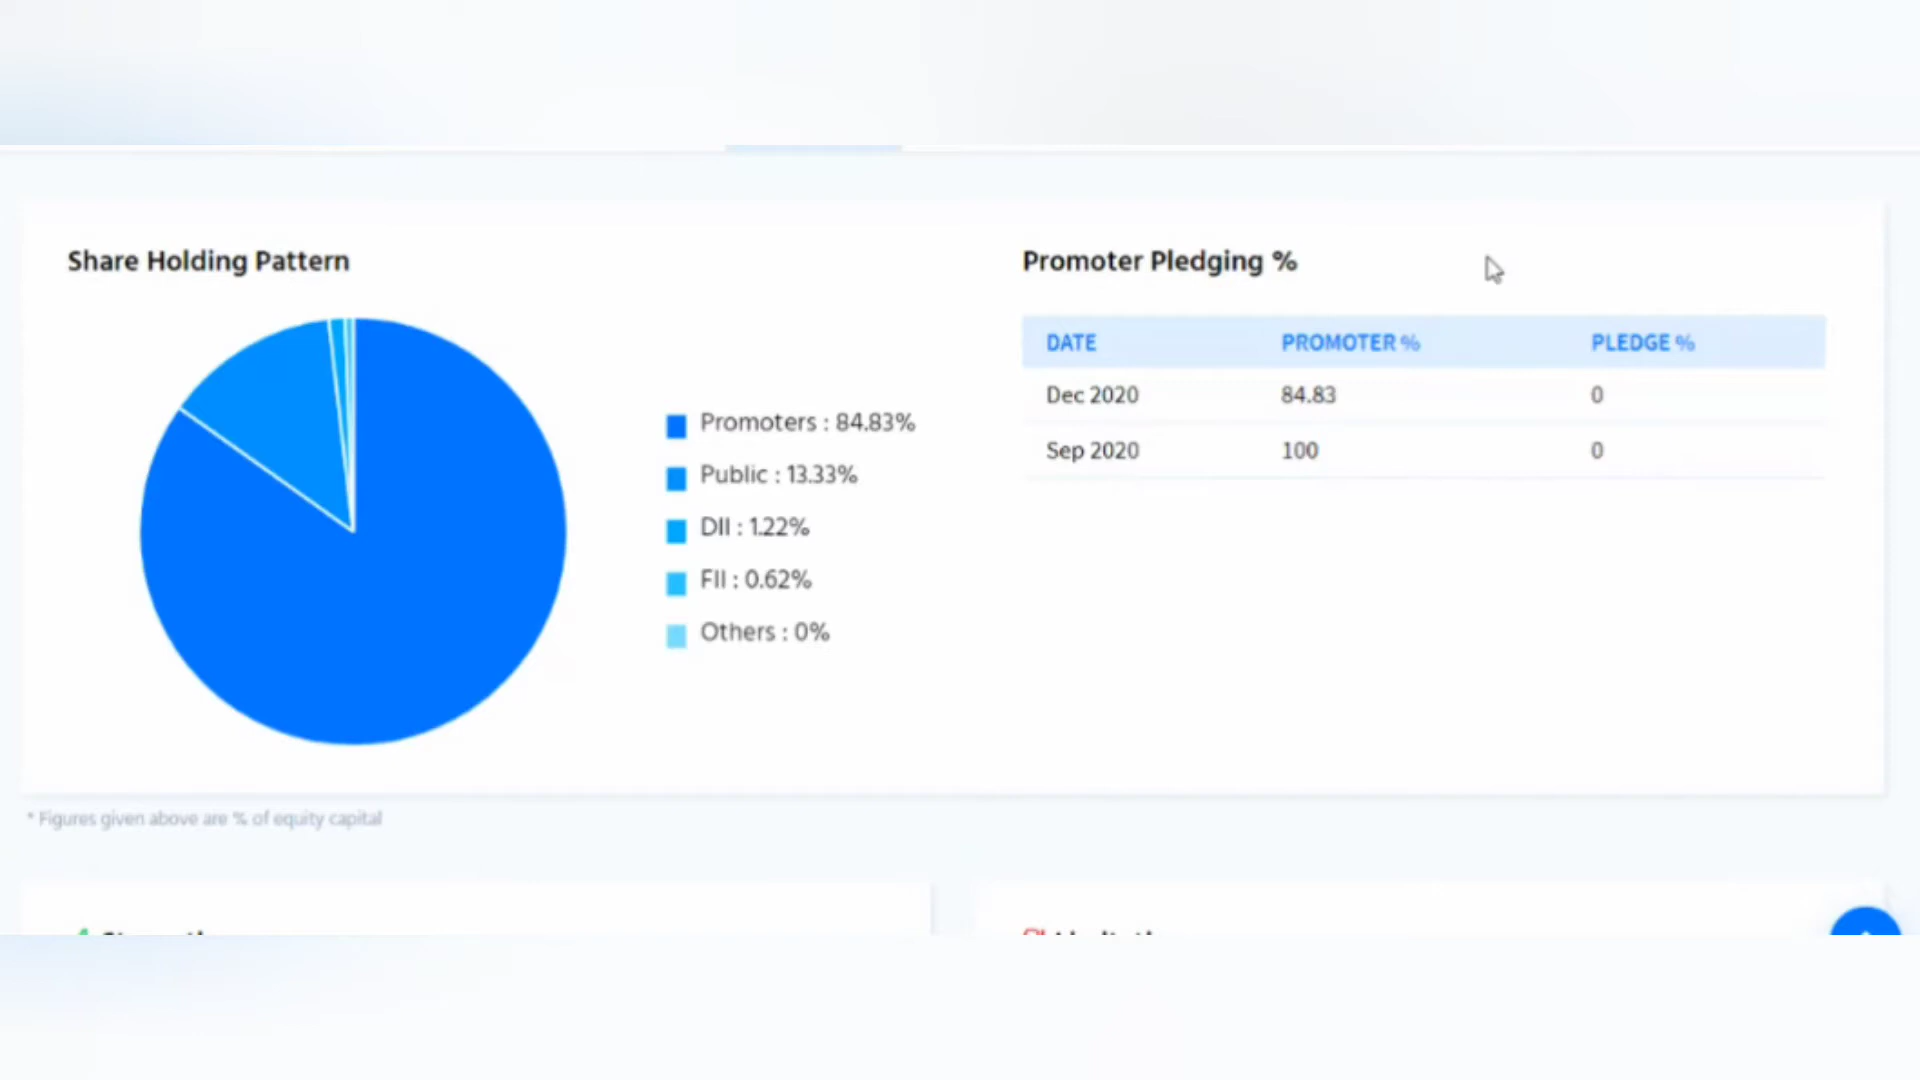 Share Holding Pattern
Promoters : 84.83%
Public : 13.33%
DII : 1.22%
FII : 0.62%
Others : 0%
Promoter Pledging %
DATE PROMOTER % PLEDGE %
Dec 2020 84.83 0
Sep 2020 100 0
* Figures given above are % of equity capital